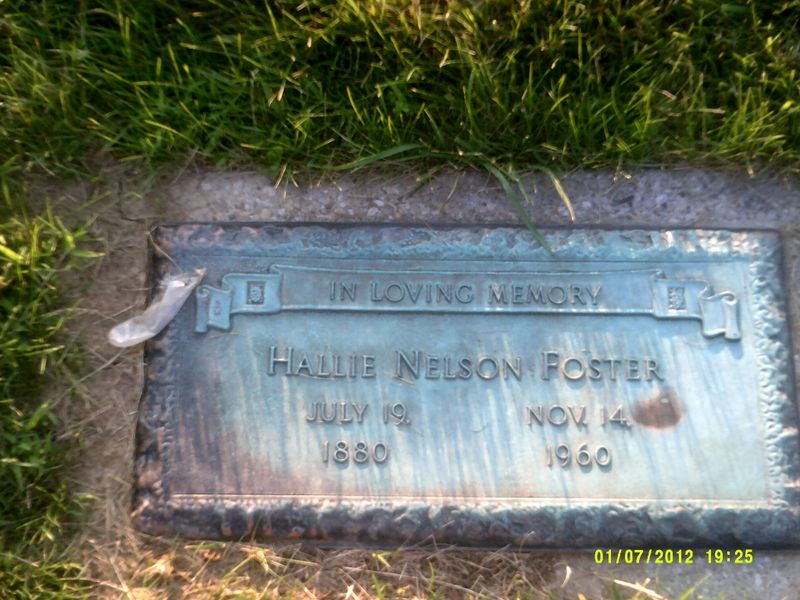 IN LOVING MEMORY
HALLIE NELSON FOSTER
JULY 19, NOV. 14,
1880 1960
01/07/2012 19:25